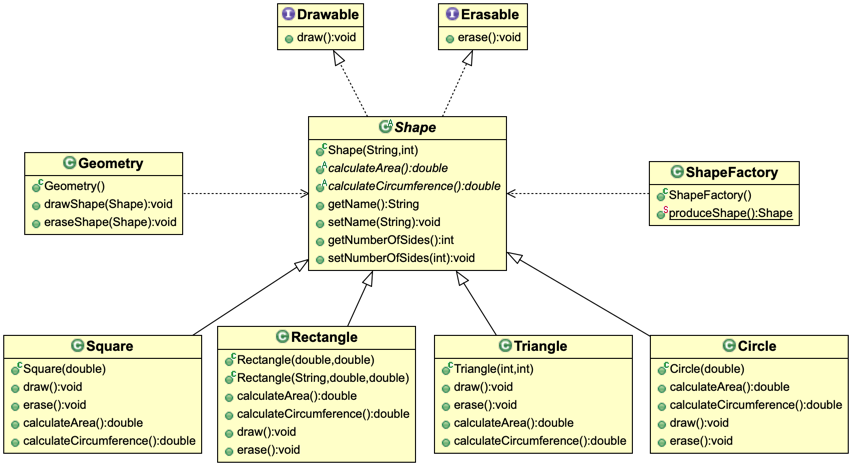 Drawable
draw():void
Erasable
erase():void
Shape
Shape(String,int)
calculateArea():double
calculateCircumference():double
getName():String
setName(String):void
getNumberOfSides():int
setNumberOfSides(int):void
Geometry
Geometry()
drawShape(Shape):void
eraseShape(Shape):void
ShapeFactory
ShapeFactory()
produceShape():Shape
Square
Square(double)
draw():void
erase():void
calculateArea():double
calculateCircumference():double
Rectangle
Rectangle(double,double)
Rectangle(String,double,double)
calculateArea():double
calculateCircumference():double
draw():void
erase():void
Triangle
Triangle(int,int)
draw():void
erase():void
calculateArea():double
calculateCircumference():double
Circle
Circle(double)
calculateArea():double
calculateCircumference():double
draw():void
erase():void